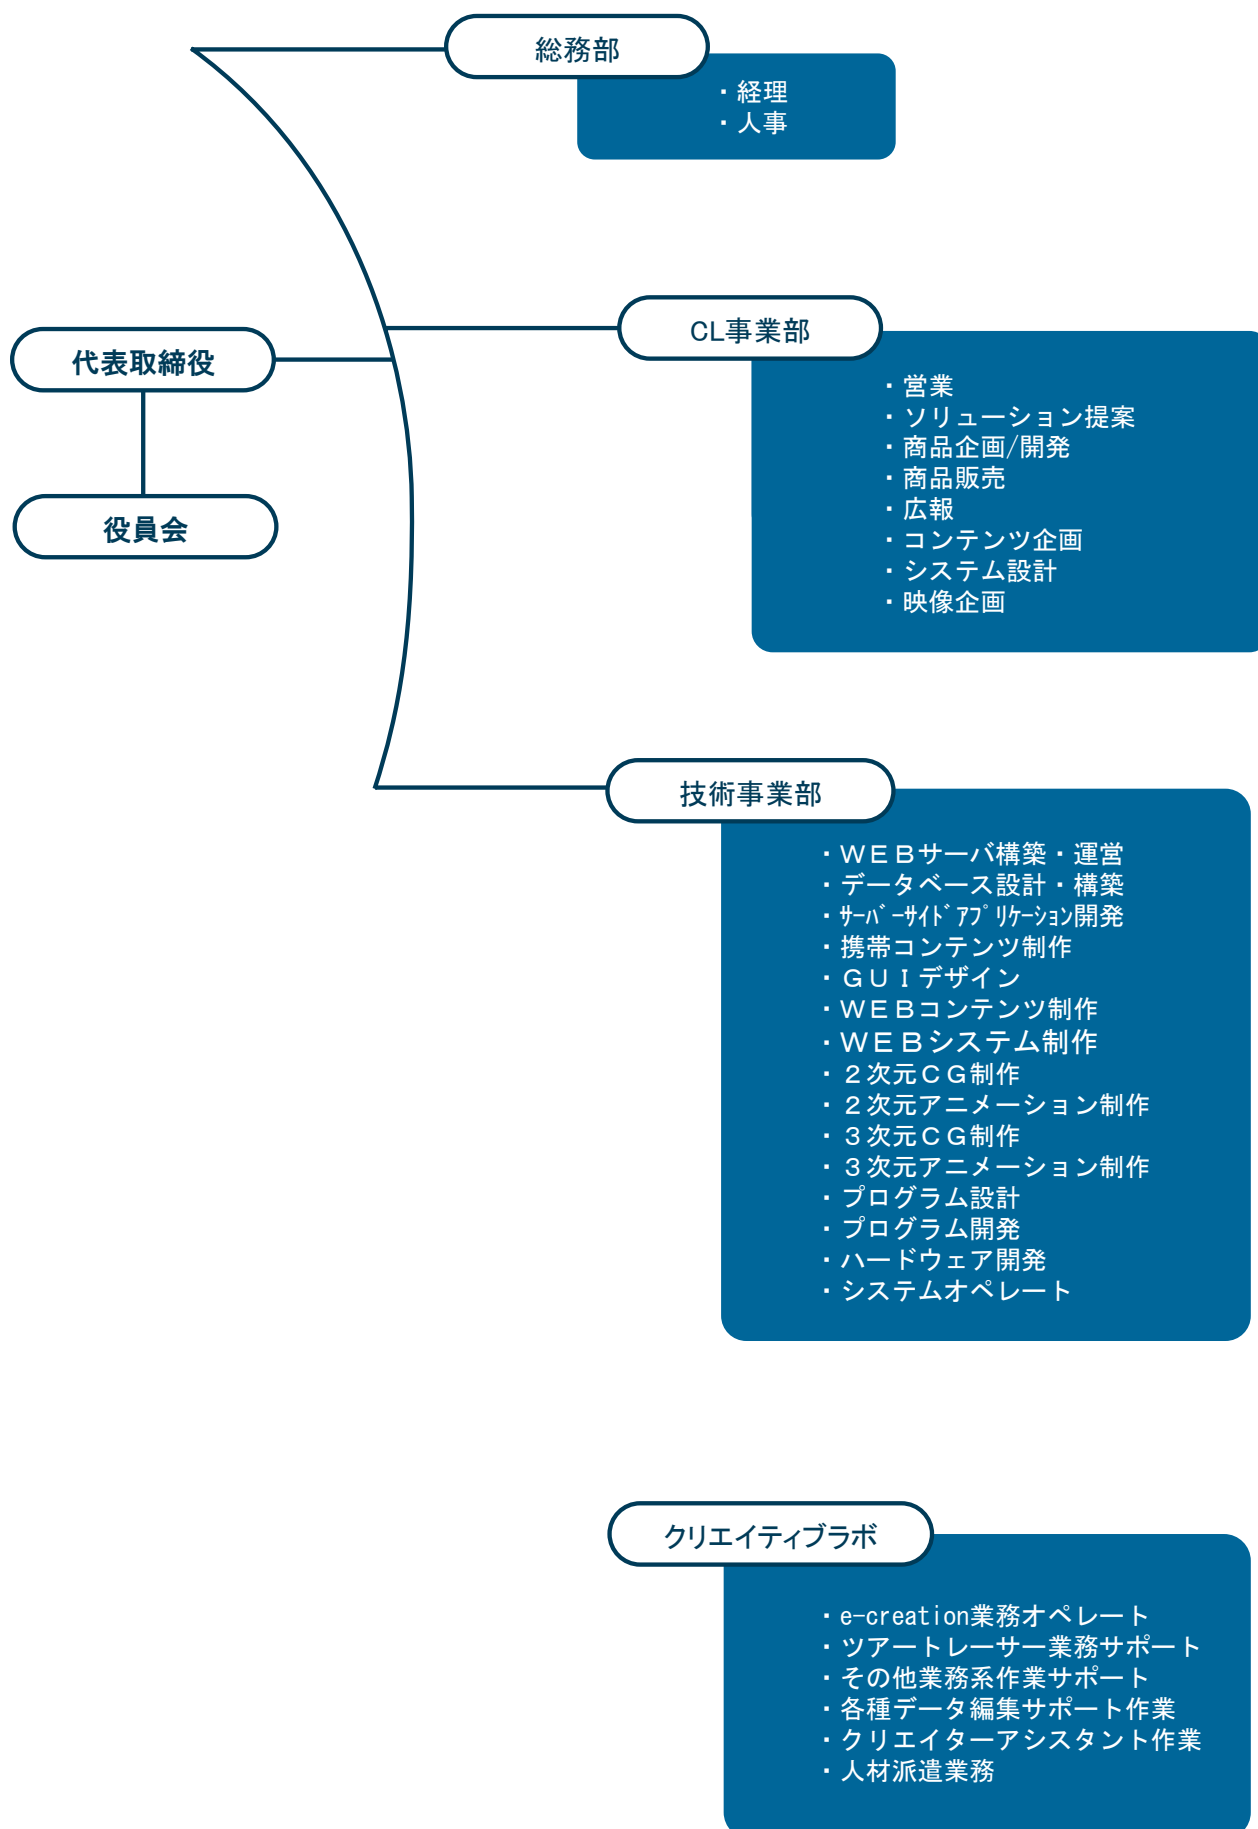 総務部
・経理
・人事
CL事業部
代表取締役
・営業
・ソリューション提案
・商品企画/開発
・商品販売
・広報
・コンテンツ企画
・システム設計
・映像企画
役員会
技術事業部
・ＷＥＢサーバ構築・運営
・データベース設計・構築
・ｻｰﾊﾞｰｻｲﾄﾞｱﾌﾟﾘｹｰｼｮﾝ開発
・携帯コンテンツ制作
・ＧＵＩデザイン
・ＷＥＢコンテンツ制作
・ＷＥＢシステム制作
・２次元ＣＧ制作
・２次元アニメーション制作
・３次元ＣＧ制作
・３次元アニメーション制作
・プログラム設計
・プログラム開発
・ハードウェア開発
・システムオペレート
クリエイティブラボ
・e-creation業務オペレート
・ツアートレーサー業務サポート
・その他業務系作業サポート
・各種データ編集サポート作業
・クリエイターアシスタント作業
・人材派遣業務